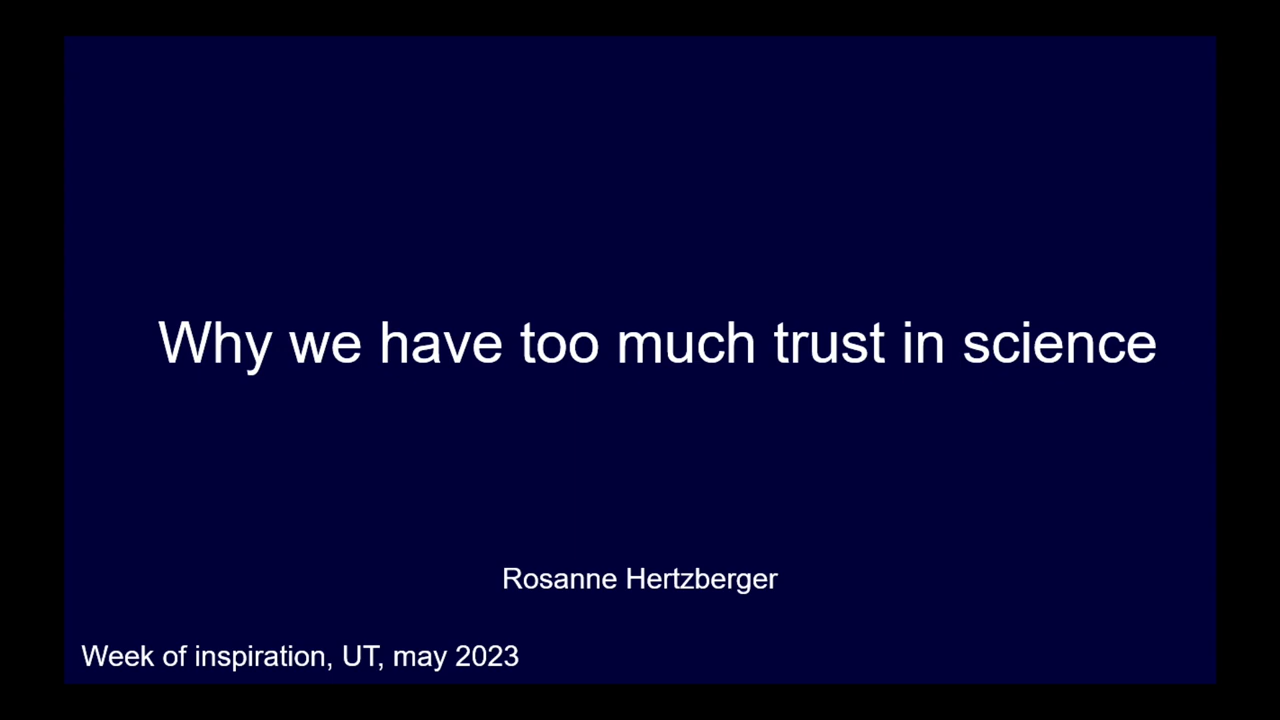 Why we have too much trust in science
Rosanne Hertzberger
Week of inspiration, UT, may 2023